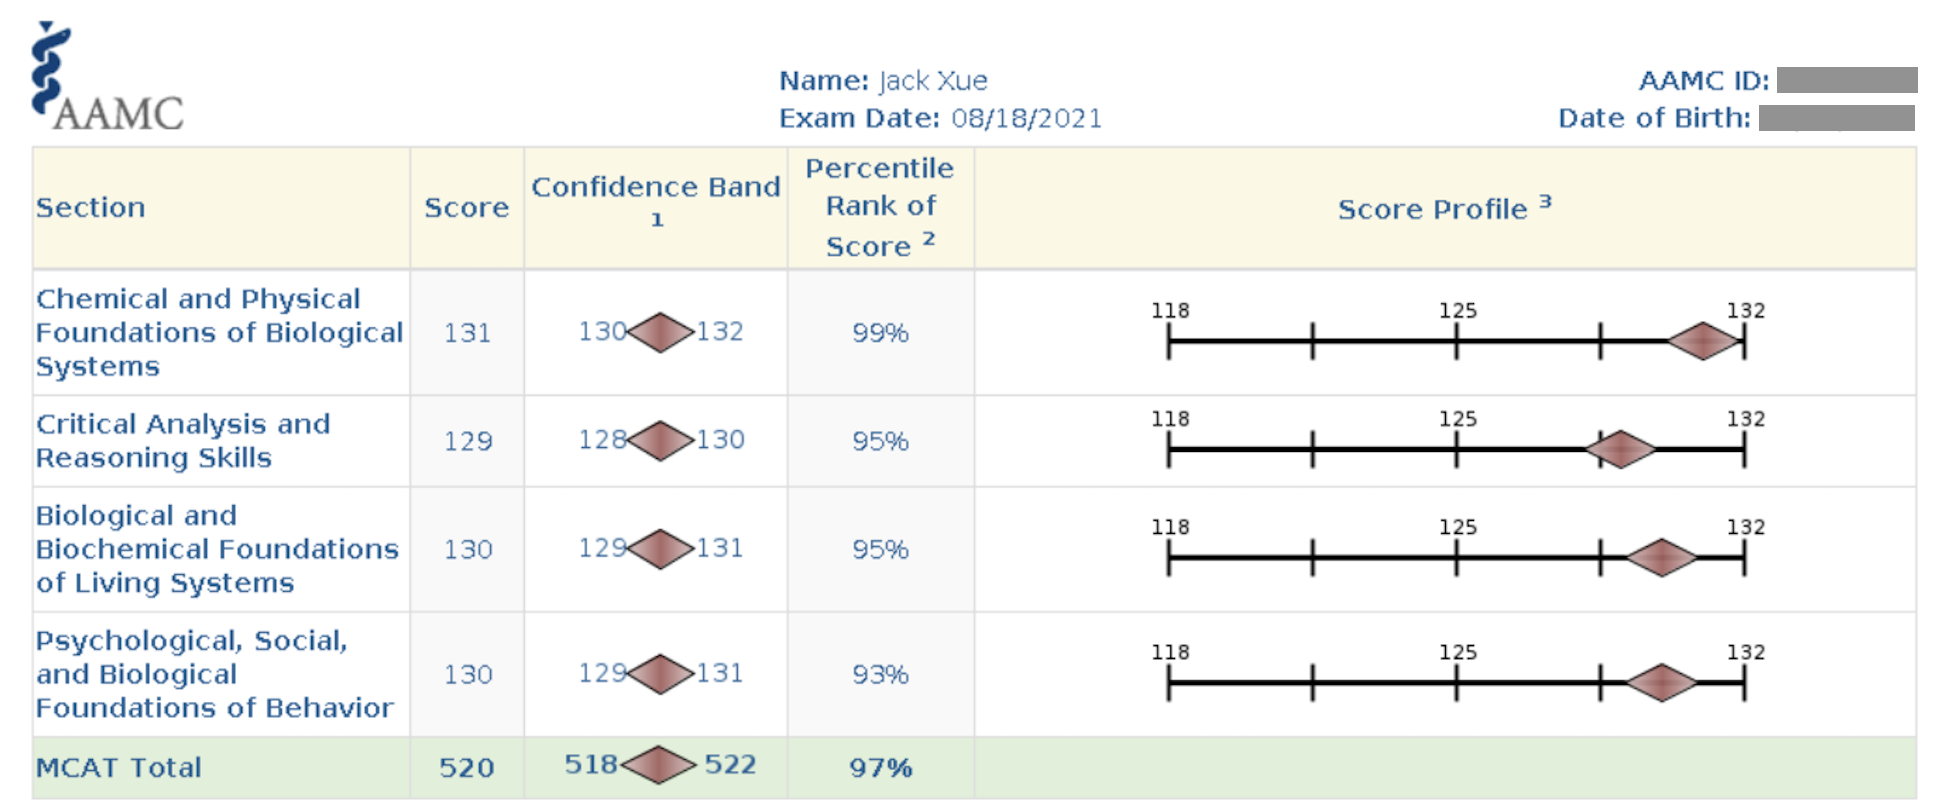 AAMC
Name: Jack Xue
Exam Date: 08/18/2021
AAMC ID:
Date of Birth:
Section
Score
Confidence Band
1
Percentile
Rank of
Score 2
Score Profile 3
Chemical and Physical
Foundations of Biological
Systems
131
130 132
99%
118 125 132
Critical Analysis and
Reasoning Skills
129
128 130
95%
118 125 132
Biological and
Biochemical Foundations
of Living Systems
130
129 131
95%
118 125 132
Psychological, Social,
and Biological
Foundations of Behavior
130
129 131
93%
118 125 132
MCAT Total
520
518 522
97%